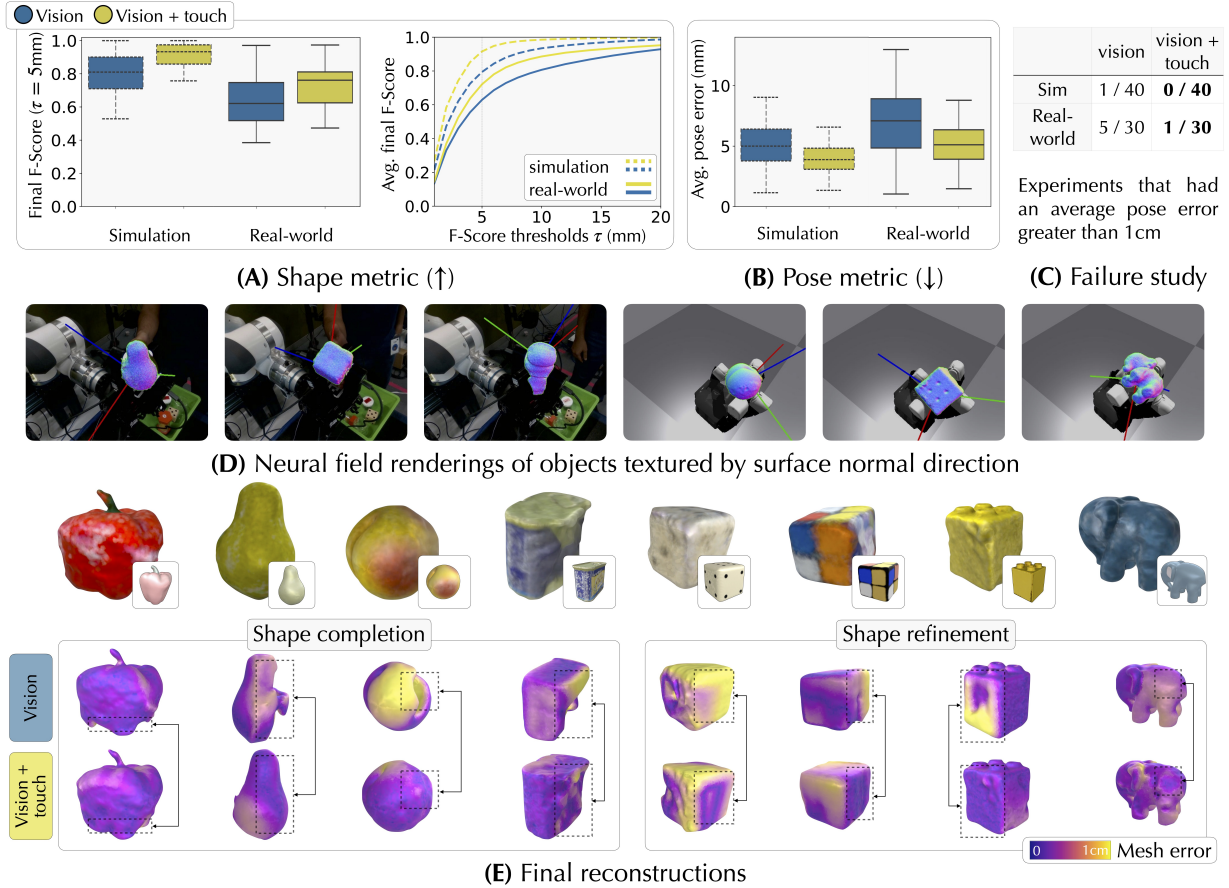 Vision Vision + touch
Final F-Score (τ = 5mm)
1.0
0.8
0.6
0.4
0.2
0.0
Simulation Real-world
Avg. final F-Score
1.0
0.8
0.6
0.4
0.2
0.0
simulation
real-world
5 10 15 20
F-Score thresholds τ (mm)
(A) Shape metric (↑)
Avg. pose error (mm)
10
5
0
Simulation Real-world
(B) Pose metric (↓)
vision vision +
touch
Sim 1 / 40 0 / 40
Real-
world 5 / 30 1 / 30
Experiments that had
an average pose error
greater than 1cm
(C) Failure study
(D) Neural field renderings of objects textured by surface normal direction
Shape completion Shape refinement
Vision
Vision +
touch
0 1cm Mesh error
(E) Final reconstructions